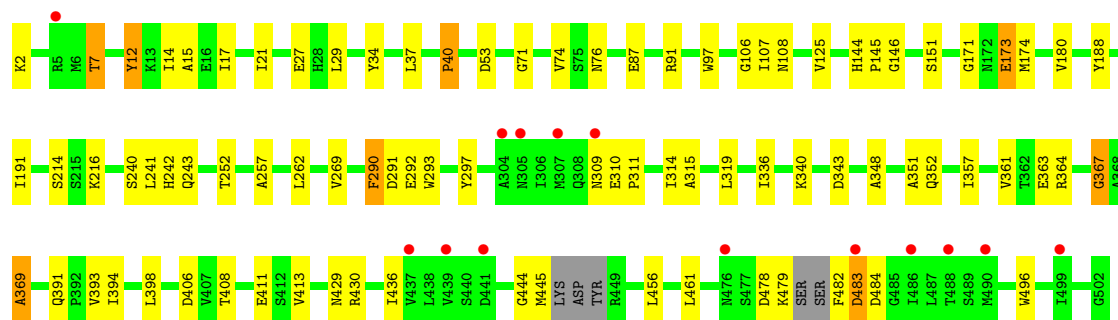 K2 R5 M6 T7 Y12 K13 I14 A15 E16 I17 I21 E27 H28 L29 Y34 L37 P40 D53 G71 V74 S75 N76 E87 R91 W97 G106 I107 N108 V125 H144 P145 G146 S151 G171 N172 E173 M174 V180 Y188
I191 S214 S215 K216 S240 L241 H242 Q243 T252 A257 L262 V269 F290 D291 E292 W293 Y297 A304 N305 I306 M307 Q308 N309 E310 P311 I314 A315 L319 I336 K340 D343 A348 A351 Q352 I357 V361 T362 E363 R364 G367 A368
A369 Q391 P392 V393 I394 L398 D406 V407 T408 E411 S412 V413 N429 R430 I436 V437 L438 V439 S440 D441 G444 M445 LYS ASP TYR R449 L456 L461 N476 S477 D478 K479 SER SER F482 D483 D484 G485 I486 L487 T488 S489 M490 W496 I499 G502